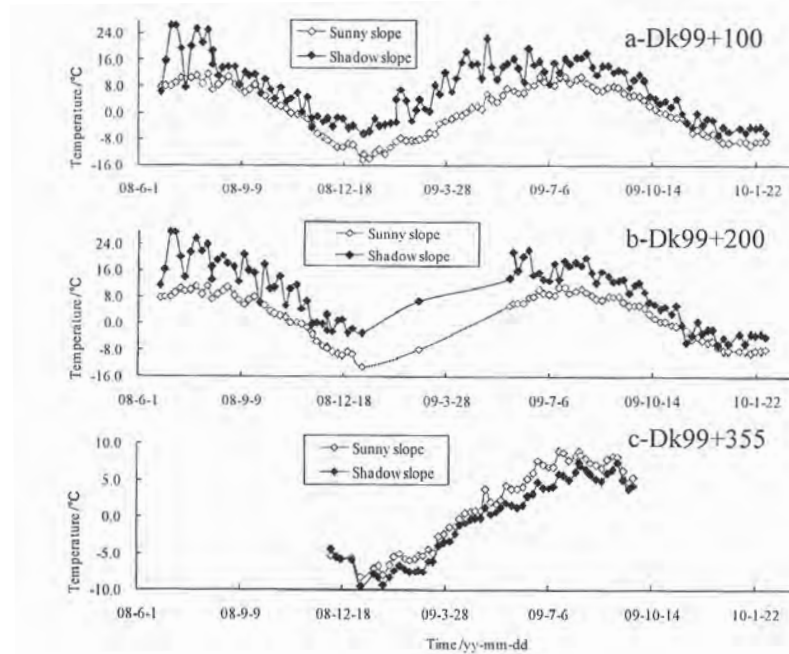 a-Dk99+100
Sunny slope
Shadow slope
Temperature/°C
24.0
16.0
8.0
0.0
-8.0
-16.0
08-6-1 08-9-9 08-12-18 09-3-28 09-7-6 09-10-14 10-1-22
b-Dk99+200
Sunny slope
Shadow slope
Temperature/°C
24.0
16.0
8.0
0.0
-8.0
-16.0
08-6-1 08-9-9 08-12-18 09-3-28 09-7-6 09-10-14 10-1-22
c-Dk99+355
Sunny slope
Shadow slope
Temperature/°C
10.0
5.0
0.0
-5.0
-10.0
08-6-1 08-9-9 08-12-18 09-3-28 09-7-6 09-10-14 10-1-22
Time/yy-mm-dd